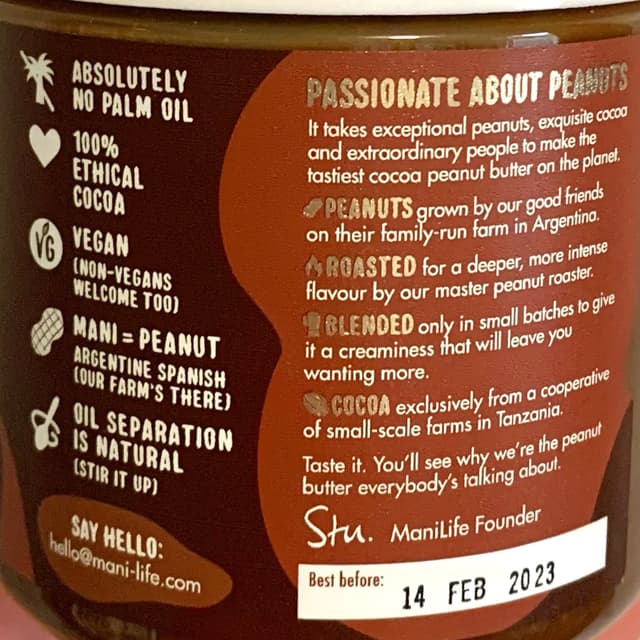 ABSOLUTELY
NO PALM OIL
100%
ETHICAL
COCOA
VG
VEGAN
(NON-VEGANS
WELCOME TOO)
MANI = PEANUT
ARGENTINE SPANISH
(OUR FARM'S THERE)
OIL SEPARATION
IS NATURAL
(STIR IT UP)
SAY HELLO:
hello@mani-life.com
PASSIONATE ABOUT PEANUTS
It takes exceptional peanuts, exquisite cocoa
and extraordinary people to make the
tastiest cocoa peanut butter on the planet.
PEANUTS grown by our good friends
on their family-run farm in Argentina.
ROASTED for a deeper, more intense
flavour by our master peanut roaster.
BLENDED only in small batches to give
it a creaminess that will leave you
wanting more.
COCOA exclusively from a cooperative
of small-scale farms in Tanzania.
Taste it. You'll see why we're the peanut
butter everybody's talking about.
Stu. ManiLife Founder
Best before: 14 FEB 2023